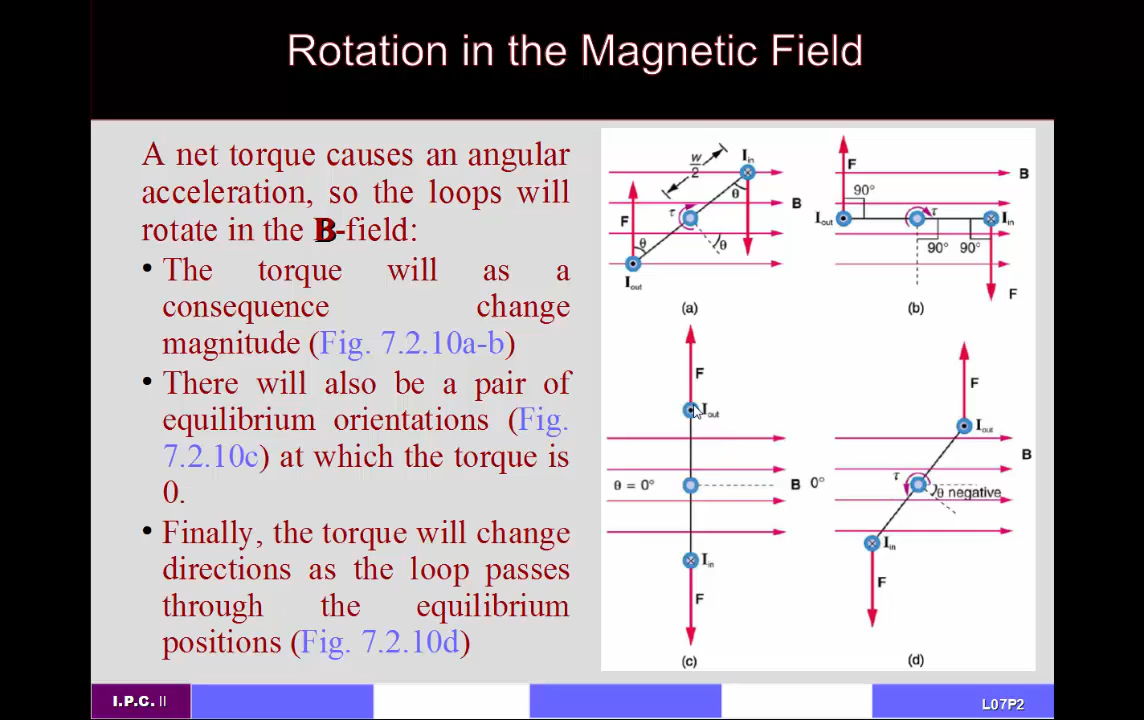 Rotation in the Magnetic Field
A net torque causes an angular
acceleration, so the loops will
rotate in the B-field:
• The torque will as a
consequence change
magnitude (Fig. 7.2.10a-b)
• There will also be a pair of
equilibrium orientations (Fig.
7.2.10c) at which the torque is
0.
• Finally, the torque will change
directions as the loop passes
through the equilibrium
positions (Fig. 7.2.10d)
w/2
I_in
θ
F
τ
B
θ
θ
I_out
(a)
F
B
90°
I_out
τ
I_in
90°
90°
F
(b)
F
I_out
θ = 0°
B
0°
I_in
F
(c)
F
I_out
B
τ
θ negative
I_in
F
(d)
I.P.C. II
L07P2